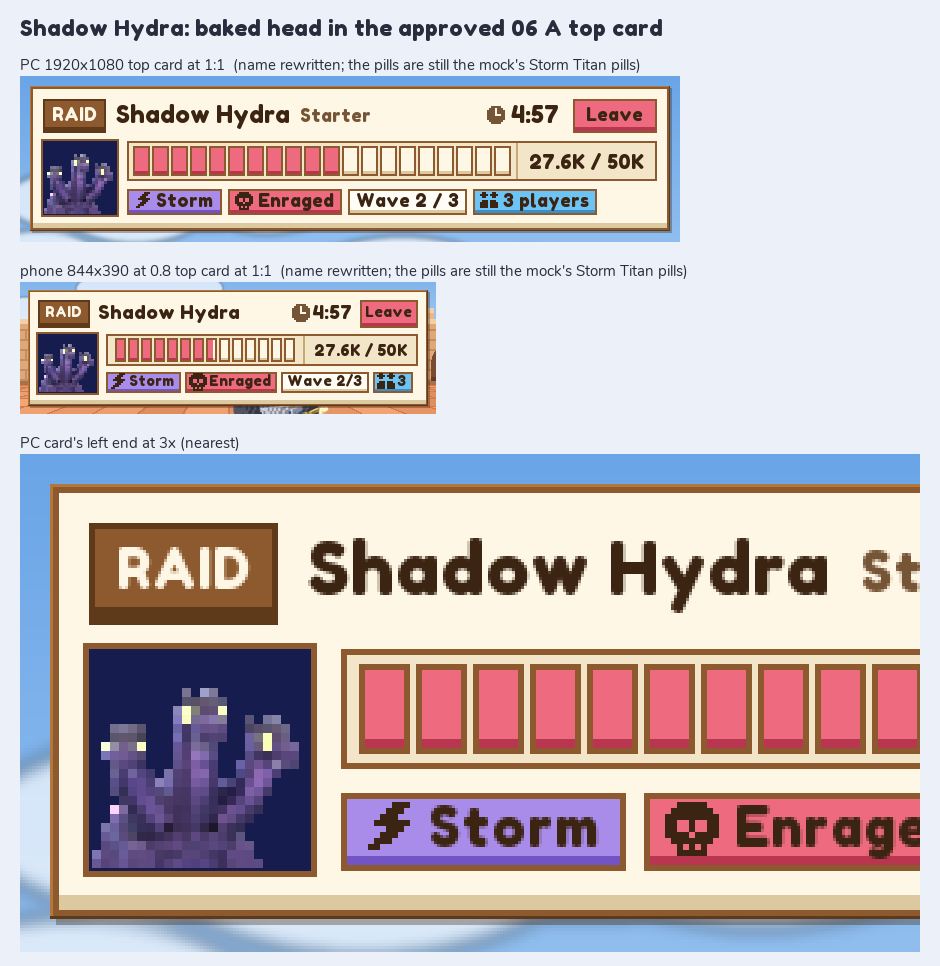 Shadow Hydra: baked head in the approved 06 A top card
PC 1920x1080 top card at 1:1 (name rewritten; the pills are still the mock's Storm Titan pills)
RAID Shadow Hydra Starter 4:57 Leave
27.6K / 50K
Storm Enraged Wave 2 / 3 3 players
phone 844x390 at 0.8 top card at 1:1 (name rewritten; the pills are still the mock's Storm Titan pills)
RAID Shadow Hydra 4:57 Leave
27.6K / 50K
Storm Enraged Wave 2/3 3
PC card's left end at 3x (nearest)
RAID Shadow Hydra St
Storm Enrage